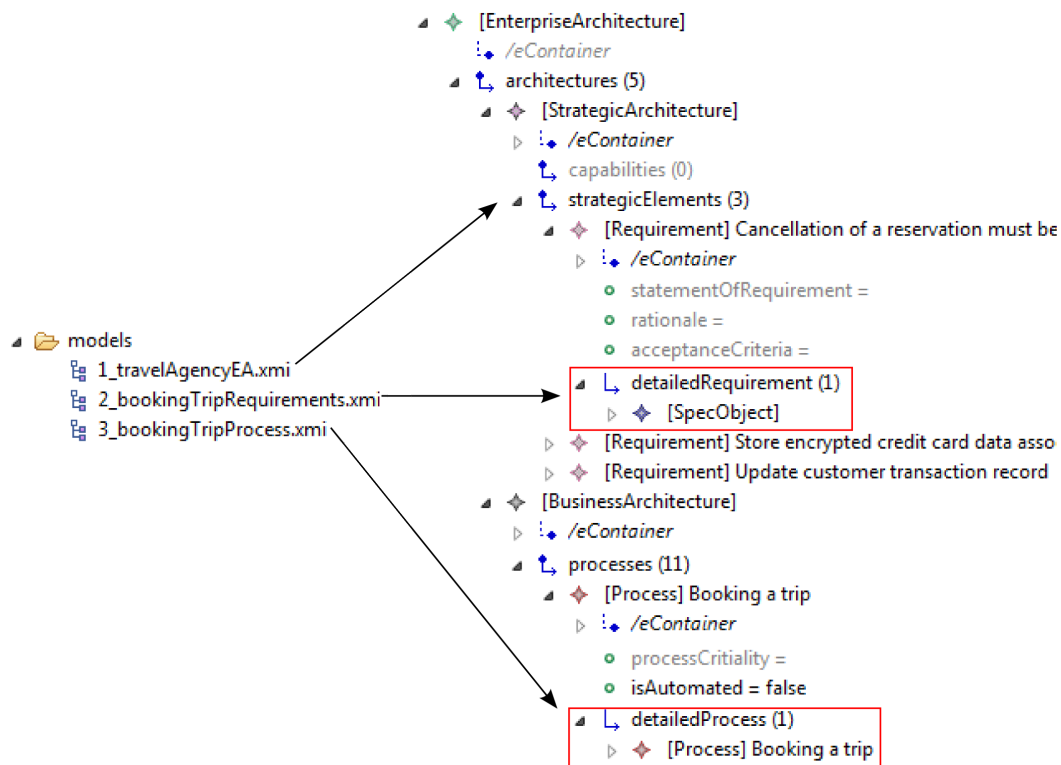 [EnterpriseArchitecture]
/eContainer
architectures (5)
[StrategicArchitecture]
/eContainer
capabilities (0)
strategicElements (3)
[Requirement] Cancellation of a reservation must be
/eContainer
statementOfRequirement =
rationale =
acceptanceCriteria =
detailedRequirement (1)
[SpecObject]
[Requirement] Store encrypted credit card data asso
[Requirement] Update customer transaction record
[BusinessArchitecture]
/eContainer
processes (11)
[Process] Booking a trip
/eContainer
processCritiality =
isAutomated = false
detailedProcess (1)
[Process] Booking a trip
models
1_travelAgencyEA.xmi
2_bookingTripRequirements.xmi
3_bookingTripProcess.xmi